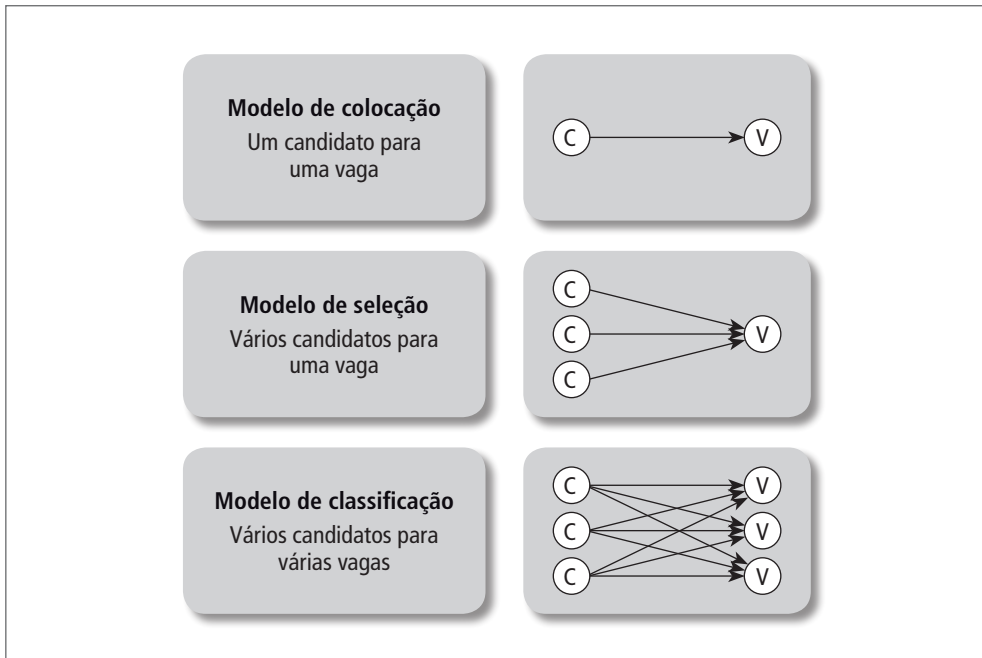 Modelo de colocação
Um candidato para
uma vaga
C
V
Modelo de seleção
Vários candidatos para
uma vaga
C
C
V
C
Modelo de classificação
Vários candidatos para
várias vagas
C
V
C
V
C
V